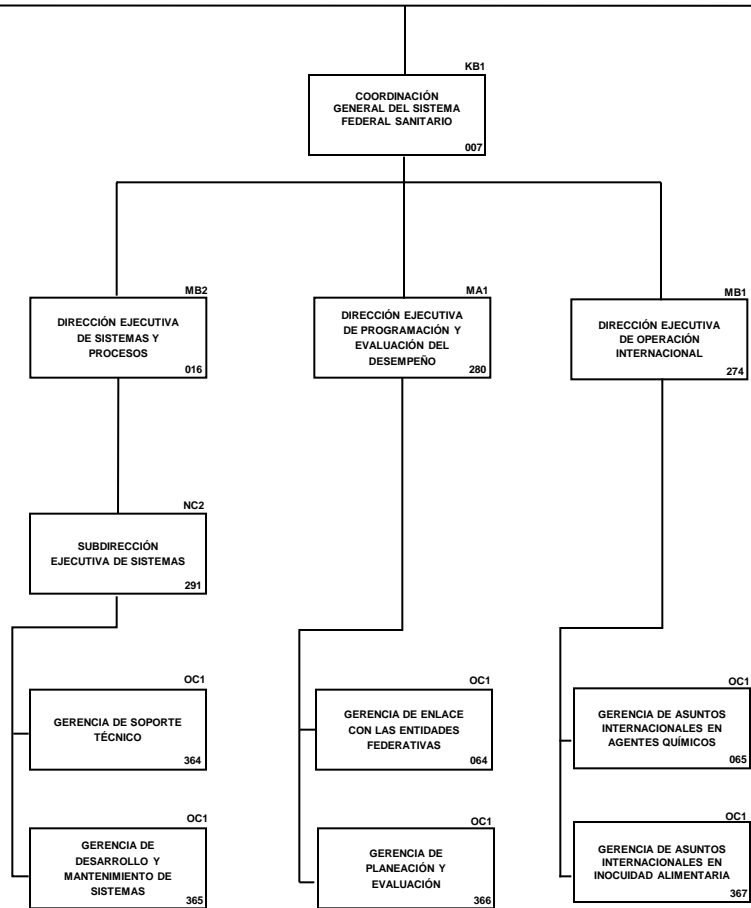 KB1
COORDINACIÓN
GENERAL DEL SISTEMA
FEDERAL SANITARIO
007
MB2
DIRECCIÓN EJECUTIVA
DE SISTEMAS Y
PROCESOS
016
MA1
DIRECCIÓN EJECUTIVA
DE PROGRAMACIÓN Y
EVALUACIÓN DEL
DESEMPEÑO
280
MB1
DIRECCIÓN EJECUTIVA
DE OPERACIÓN
INTERNACIONAL
274
NC2
SUBDIRECCIÓN
EJECUTIVA DE SISTEMAS
291
OC1
GERENCIA DE SOPORTE
TÉCNICO
364
OC1
GERENCIA DE ENLACE
CON LAS ENTIDADES
FEDERATIVAS
064
OC1
GERENCIA DE ASUNTOS
INTERNACIONALES EN
AGENTES QUÍMICOS
065
OC1
GERENCIA DE
DESARROLLO Y
MANTENIMIENTO DE
SISTEMAS
365
OC1
GERENCIA DE
PLANEACIÓN Y
EVALUACIÓN
366
OC1
GERENCIA DE ASUNTOS
INTERNACIONALES EN
INOCUIDAD ALIMENTARIA
367